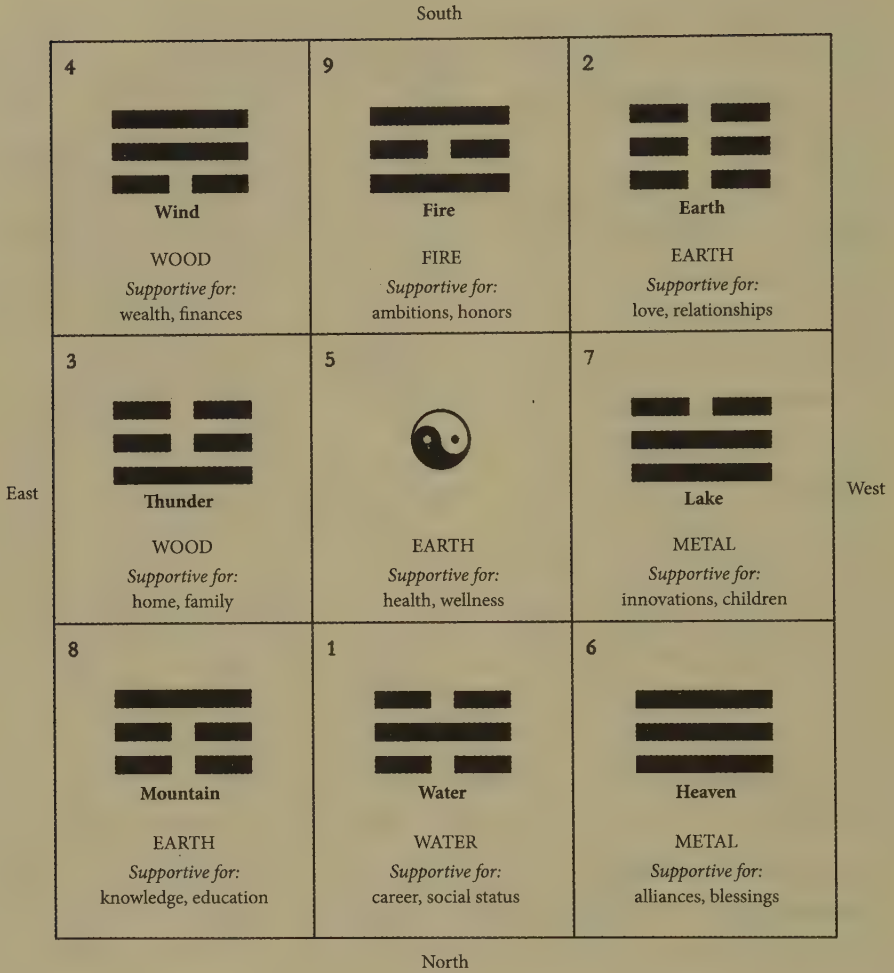 South
4
Wind
WOOD
Supportive for:
wealth, finances
9
Fire
FIRE
Supportive for:
ambitions, honors
2
Earth
EARTH
Supportive for:
love, relationships
East
3
Thunder
WOOD
Supportive for:
home, family
5
EARTH
Supportive for:
health, wellness
7
Lake
METAL
Supportive for:
innovations, children
West
8
Mountain
EARTH
Supportive for:
knowledge, education
1
Water
WATER
Supportive for:
career, social status
6
Heaven
METAL
Supportive for:
alliances, blessings
North